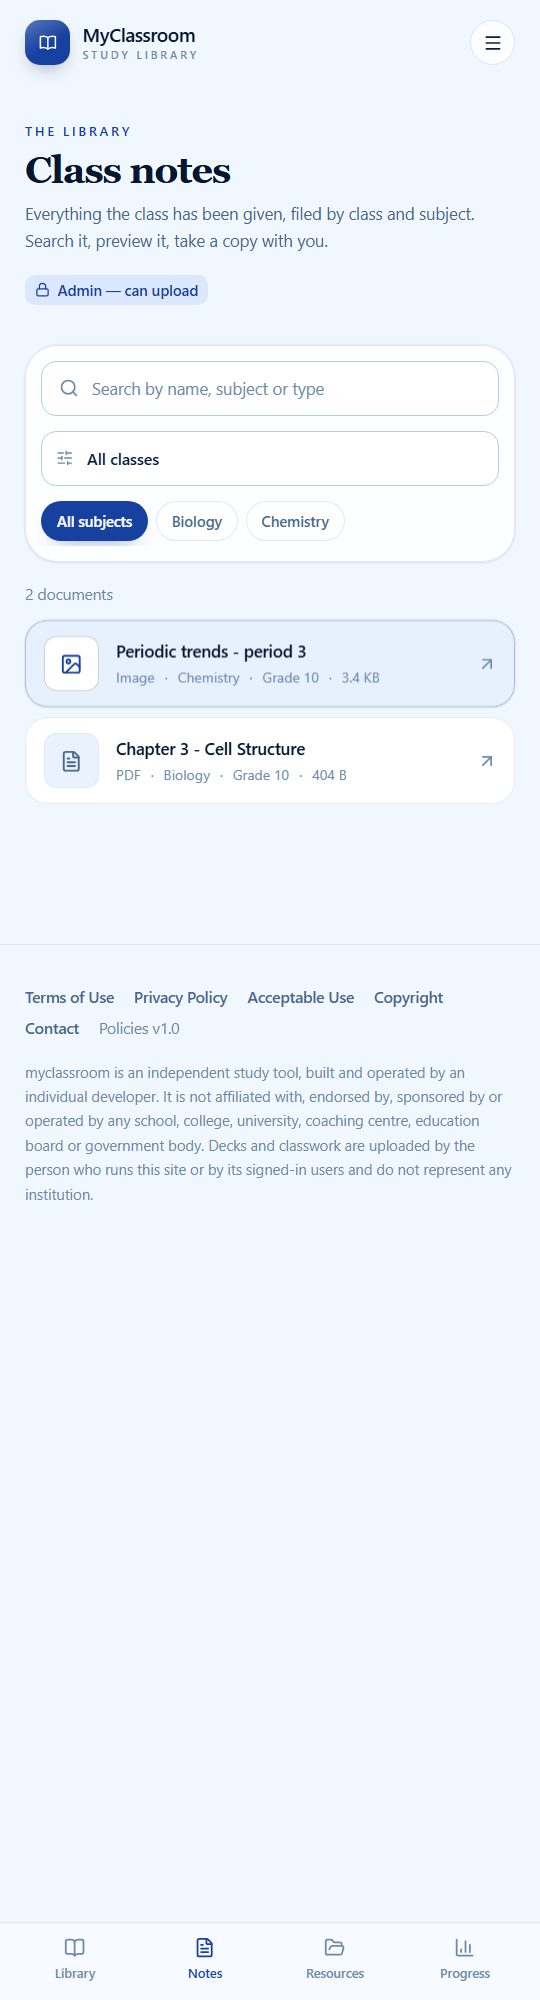 MyClassroom
STUDY LIBRARY
THE LIBRARY
Class notes
Everything the class has been given, filed by class and subject.
Search it, preview it, take a copy with you.
Admin — can upload
Search by name, subject or type
All classes
All subjects
Biology
Chemistry
2 documents
Periodic trends - period 3
Image · Chemistry · Grade 10 · 3.4 KB
Chapter 3 - Cell Structure
PDF · Biology · Grade 10 · 404 B
Terms of Use Privacy Policy Acceptable Use Copyright
Contact Policies v1.0
myclassroom is an independent study tool, built and operated by an
individual developer. It is not affiliated with, endorsed by, sponsored by or
operated by any school, college, university, coaching centre, education
board or government body. Decks and classwork are uploaded by the
person who runs this site or by its signed-in users and do not represent any
institution.
Library
Notes
Resources
Progress